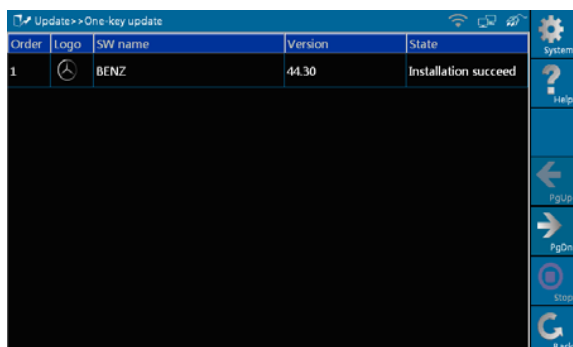 Update>>One-key update
Order Logo SW name Version State
1 BENZ 44.30 Installation succeed
System
Help
PgUp
PgDn
Stop
Back